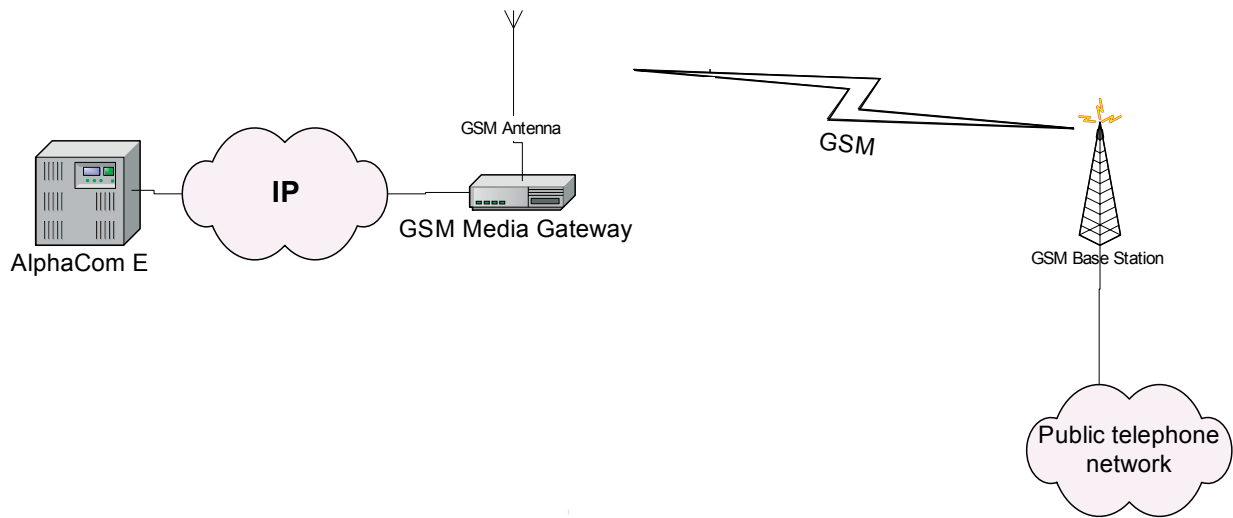 GSM Antenna
GSM
IP
GSM Media Gateway
AlphaCom E
GSM Base Station
Public telephone
network